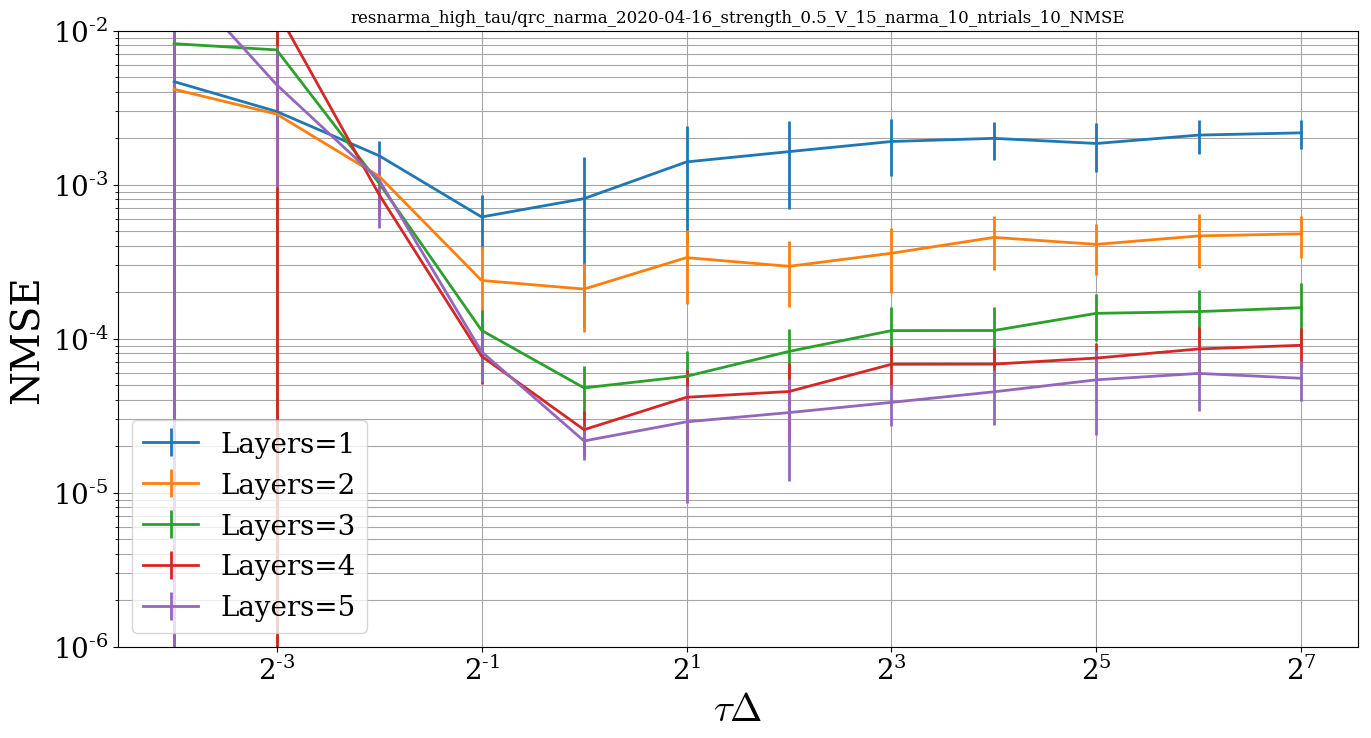 resnarma_high_tau/qrc_narma_2020-04-16_strength_0.5_V_15_narma_10_ntrials_10_NMSE
10^-2
10^-3
10^-4
10^-5
10^-6
NMSE
Layers=1
Layers=2
Layers=3
Layers=4
Layers=5
2^-3 2^-1 2^1 2^3 2^5 2^7
τΔ